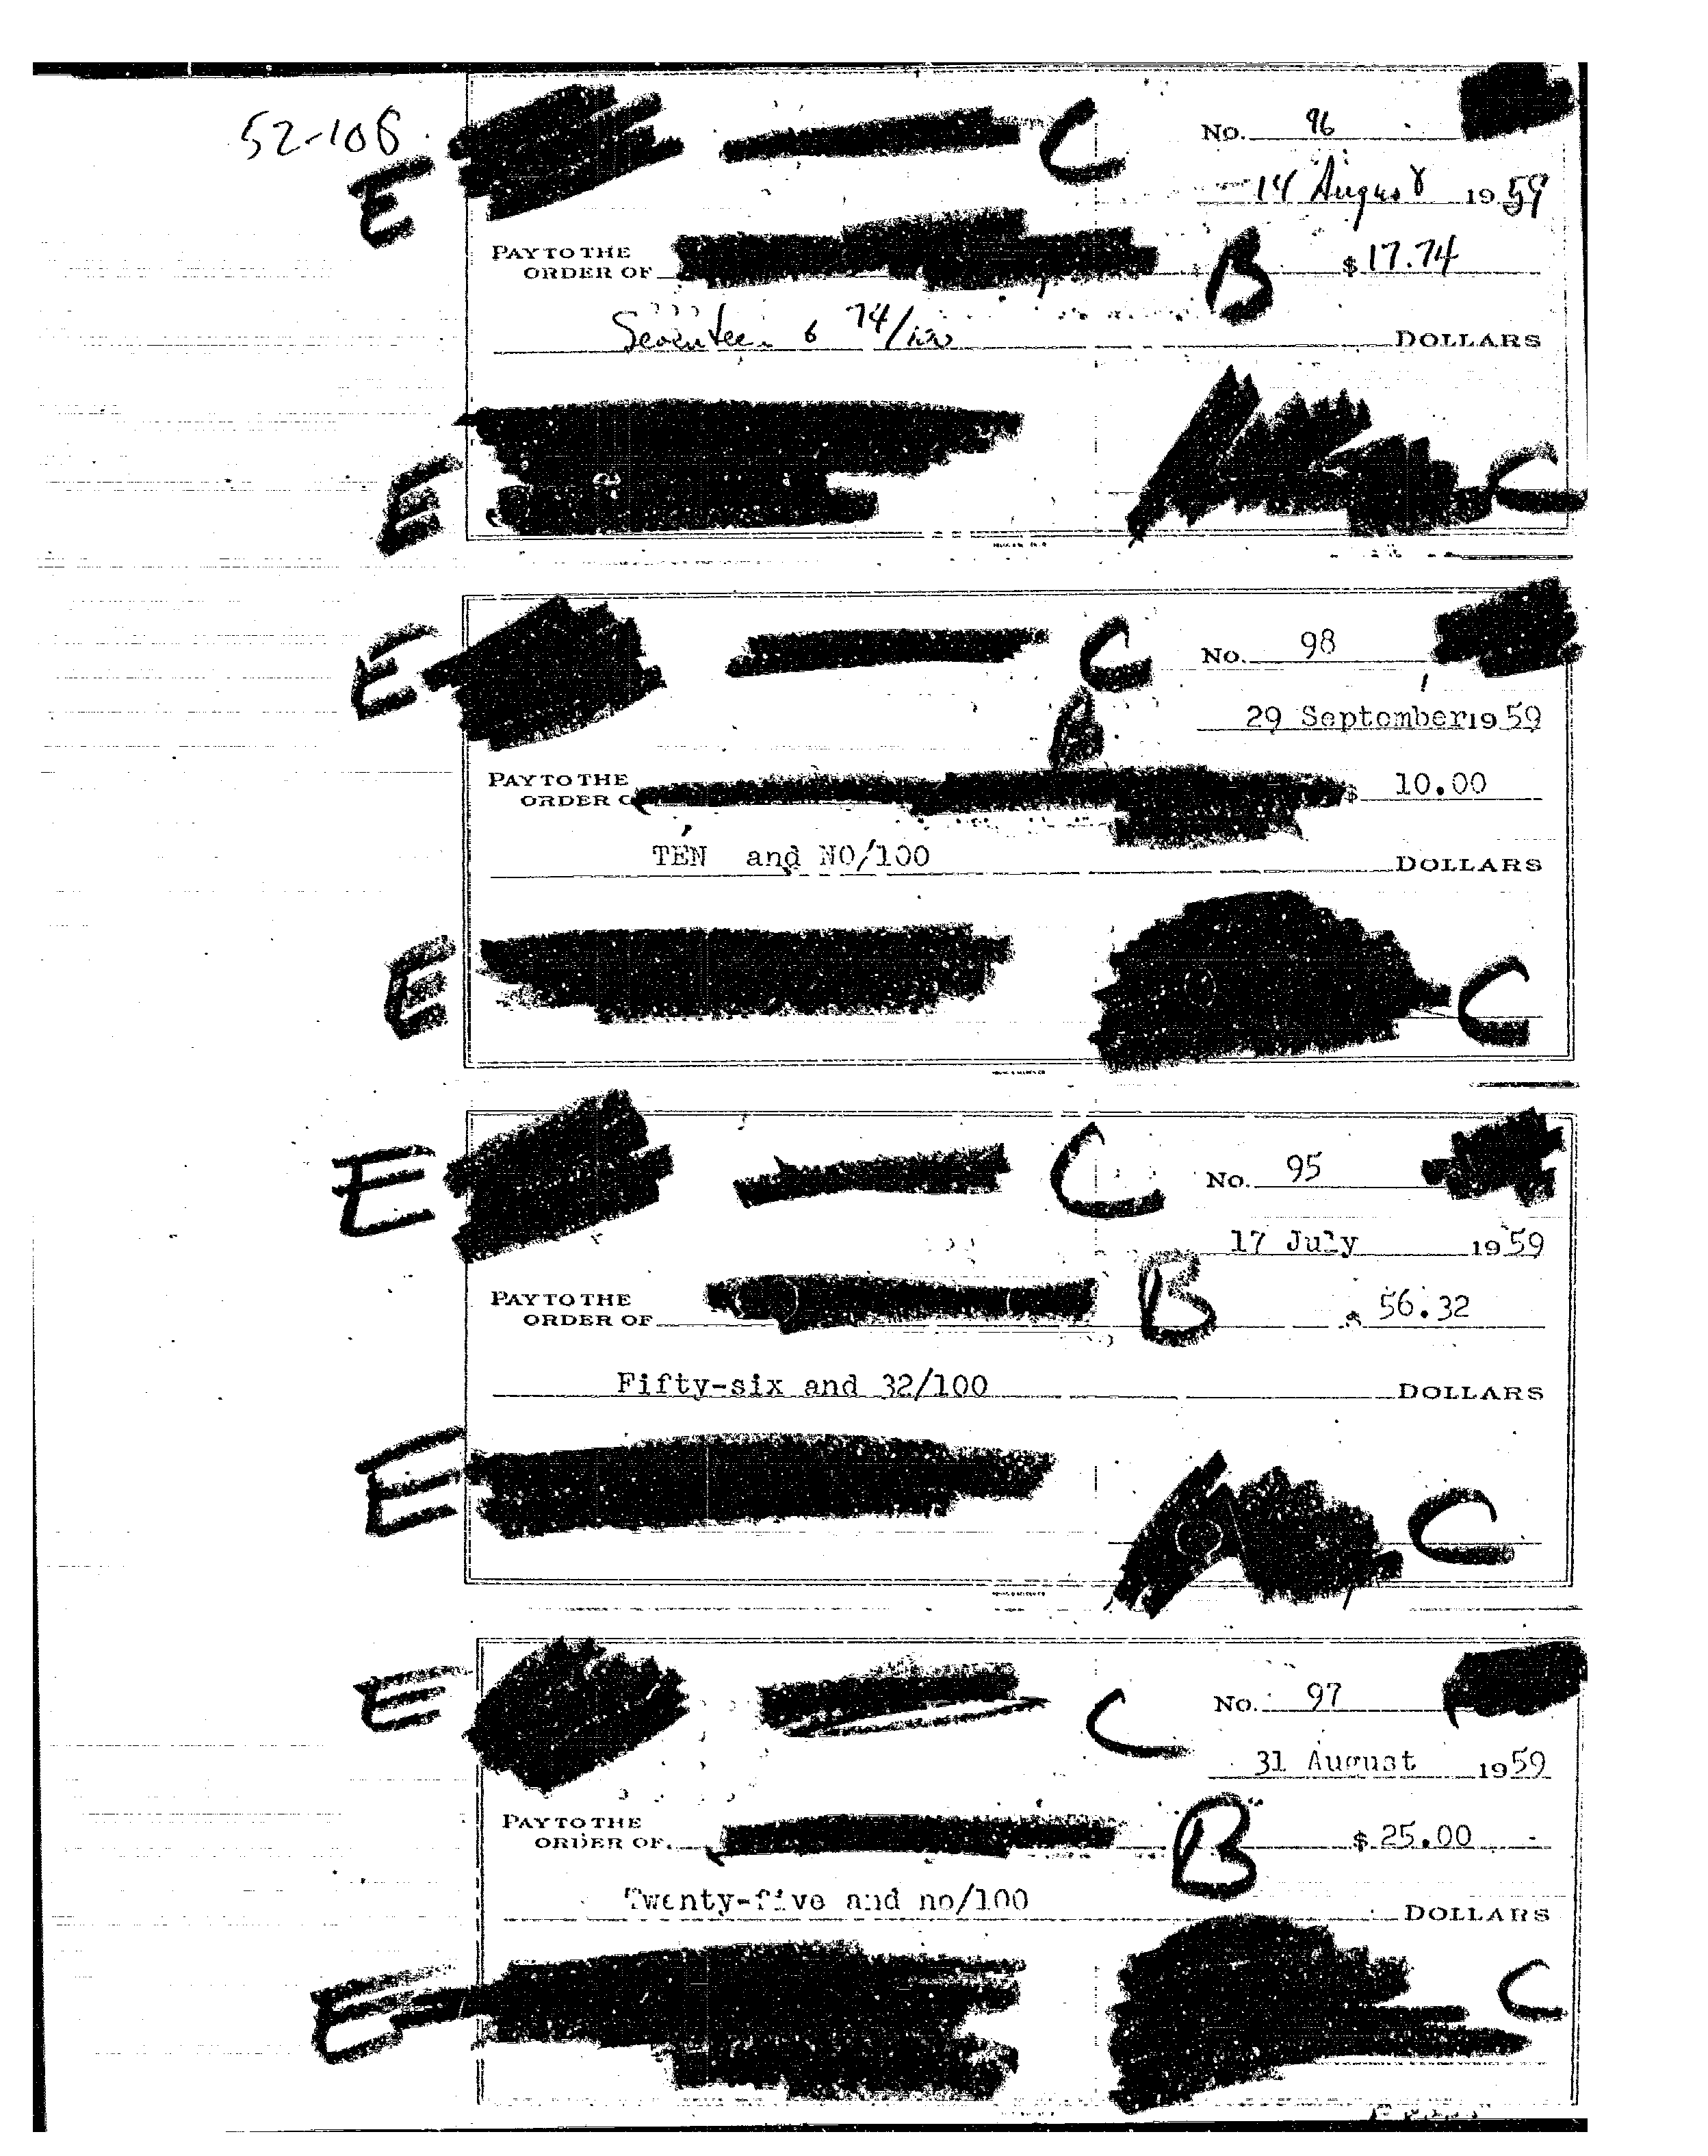 52-108
E
C
No. 96
14 August 1959
PAY TO THE
ORDER OF
B
$ 17.74
Seventeen & 74/100
DOLLARS
E
C
E
C
No. 98
29 September 1959
B
PAY TO THE
ORDER O
$ 10.00
TEN and NO/100
DOLLARS
E
C
E
C
No. 95
17 July 1959
PAY TO THE
ORDER OF
B
$ 56.32
Fifty-six and 32/100
DOLLARS
E
C
E
C
No. 97
31 August 1959
PAY TO THE
ORDER OF
B
$ 25.00
Twenty-five and no/100
DOLLARS
E
C